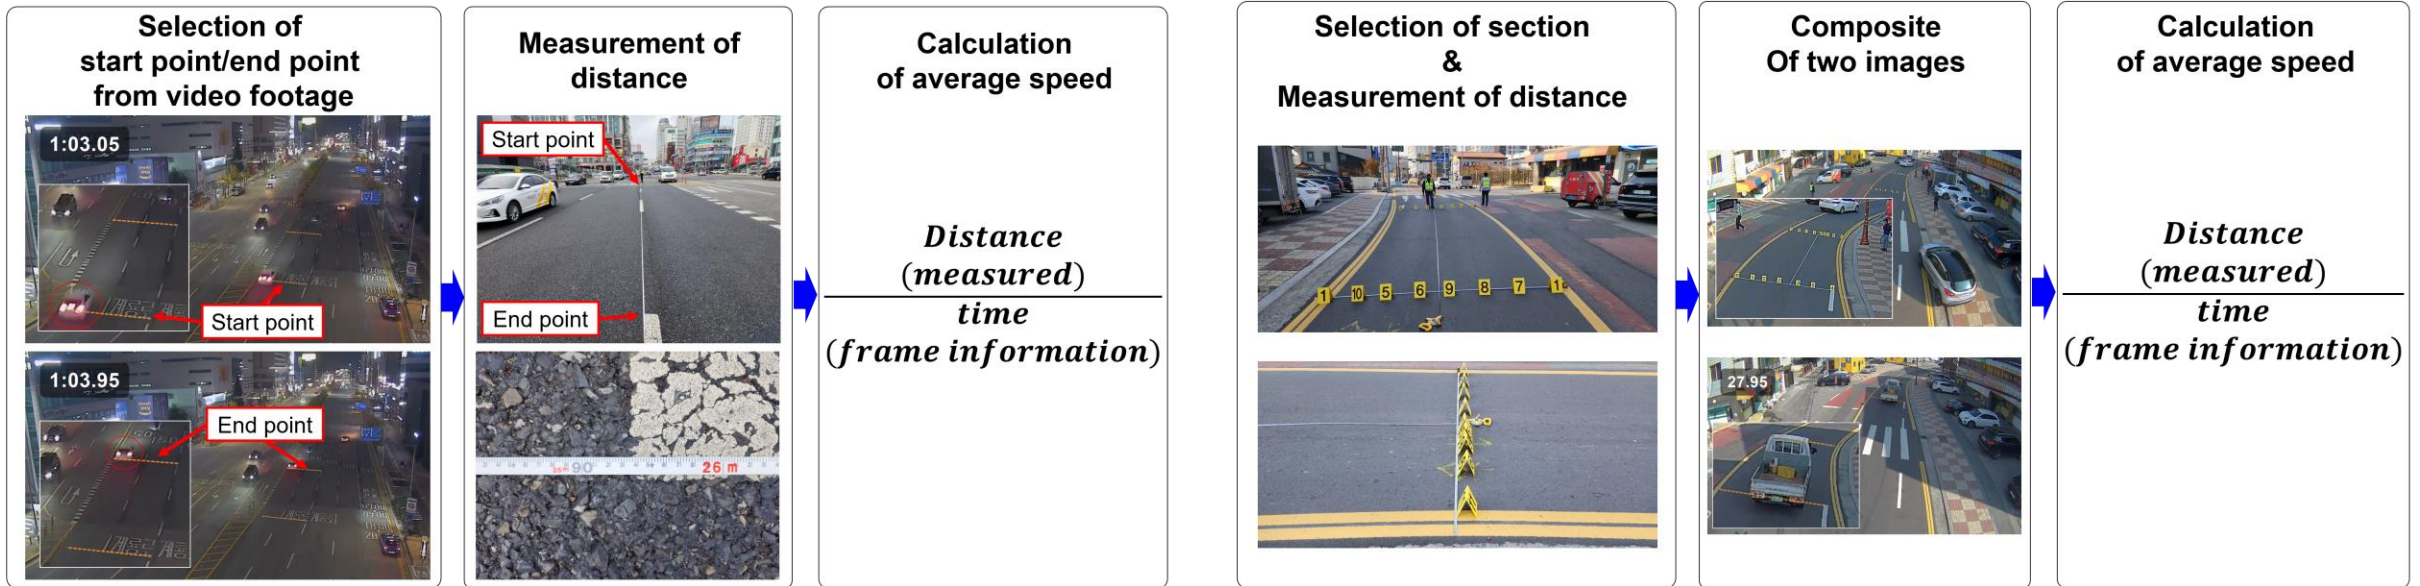 Selection of
start point/end point
from video footage
1:03.05
Start point
1:03.95
End point
Measurement of
distance
Start point
End point
90
26 m
Calculation
of average speed
Distance
(measured)
time
(frame information)
Selection of section
&
Measurement of distance
1 10 5 6 9 8 7 1
Composite
Of two images
27.95
Calculation
of average speed
Distance
(measured)
time
(frame information)